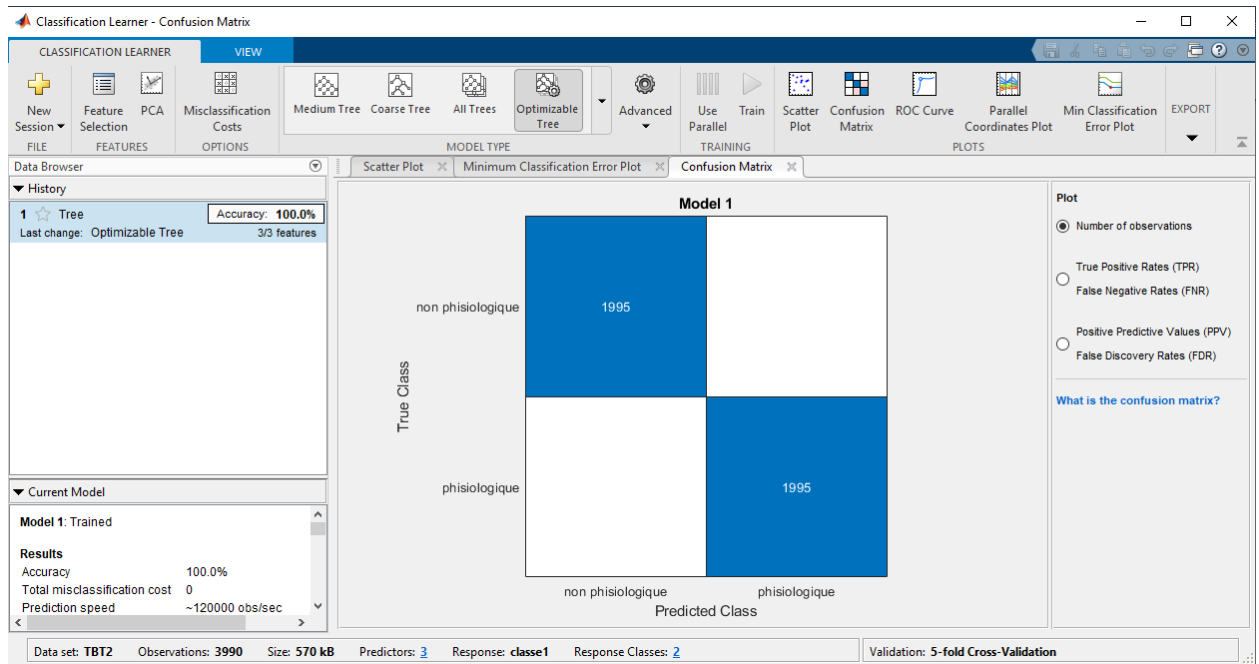 Classification Learner - Confusion Matrix
CLASSIFICATION LEARNER VIEW
New Session
Feature Selection
PCA
Misclassification Costs
Medium Tree
Coarse Tree
All Trees
Optimizable Tree
Advanced
Use Parallel
Train
Scatter Plot
Confusion Matrix
ROC Curve
Parallel Coordinates Plot
Min Classification Error Plot
EXPORT
FILE FEATURES OPTIONS MODEL TYPE TRAINING PLOTS
Data Browser
Scatter Plot Minimum Classification Error Plot Confusion Matrix
History
1 Tree Accuracy: 100.0%
Last change: Optimizable Tree 3/3 features
Current Model
Model 1: Trained
Results
Accuracy 100.0%
Total misclassification cost 0
Prediction speed ~120000 obs/sec
Model 1
True Class
non phisiologique 1995
phisiologique 1995
non phisiologique phisiologique
Predicted Class
Plot
Number of observations
True Positive Rates (TPR)
False Negative Rates (FNR)
Positive Predictive Values (PPV)
False Discovery Rates (FDR)
What is the confusion matrix?
Data set: TBT2 Observations: 3990 Size: 570 kB Predictors: 3 Response: classe1 Response Classes: 2 Validation: 5-fold Cross-Validation